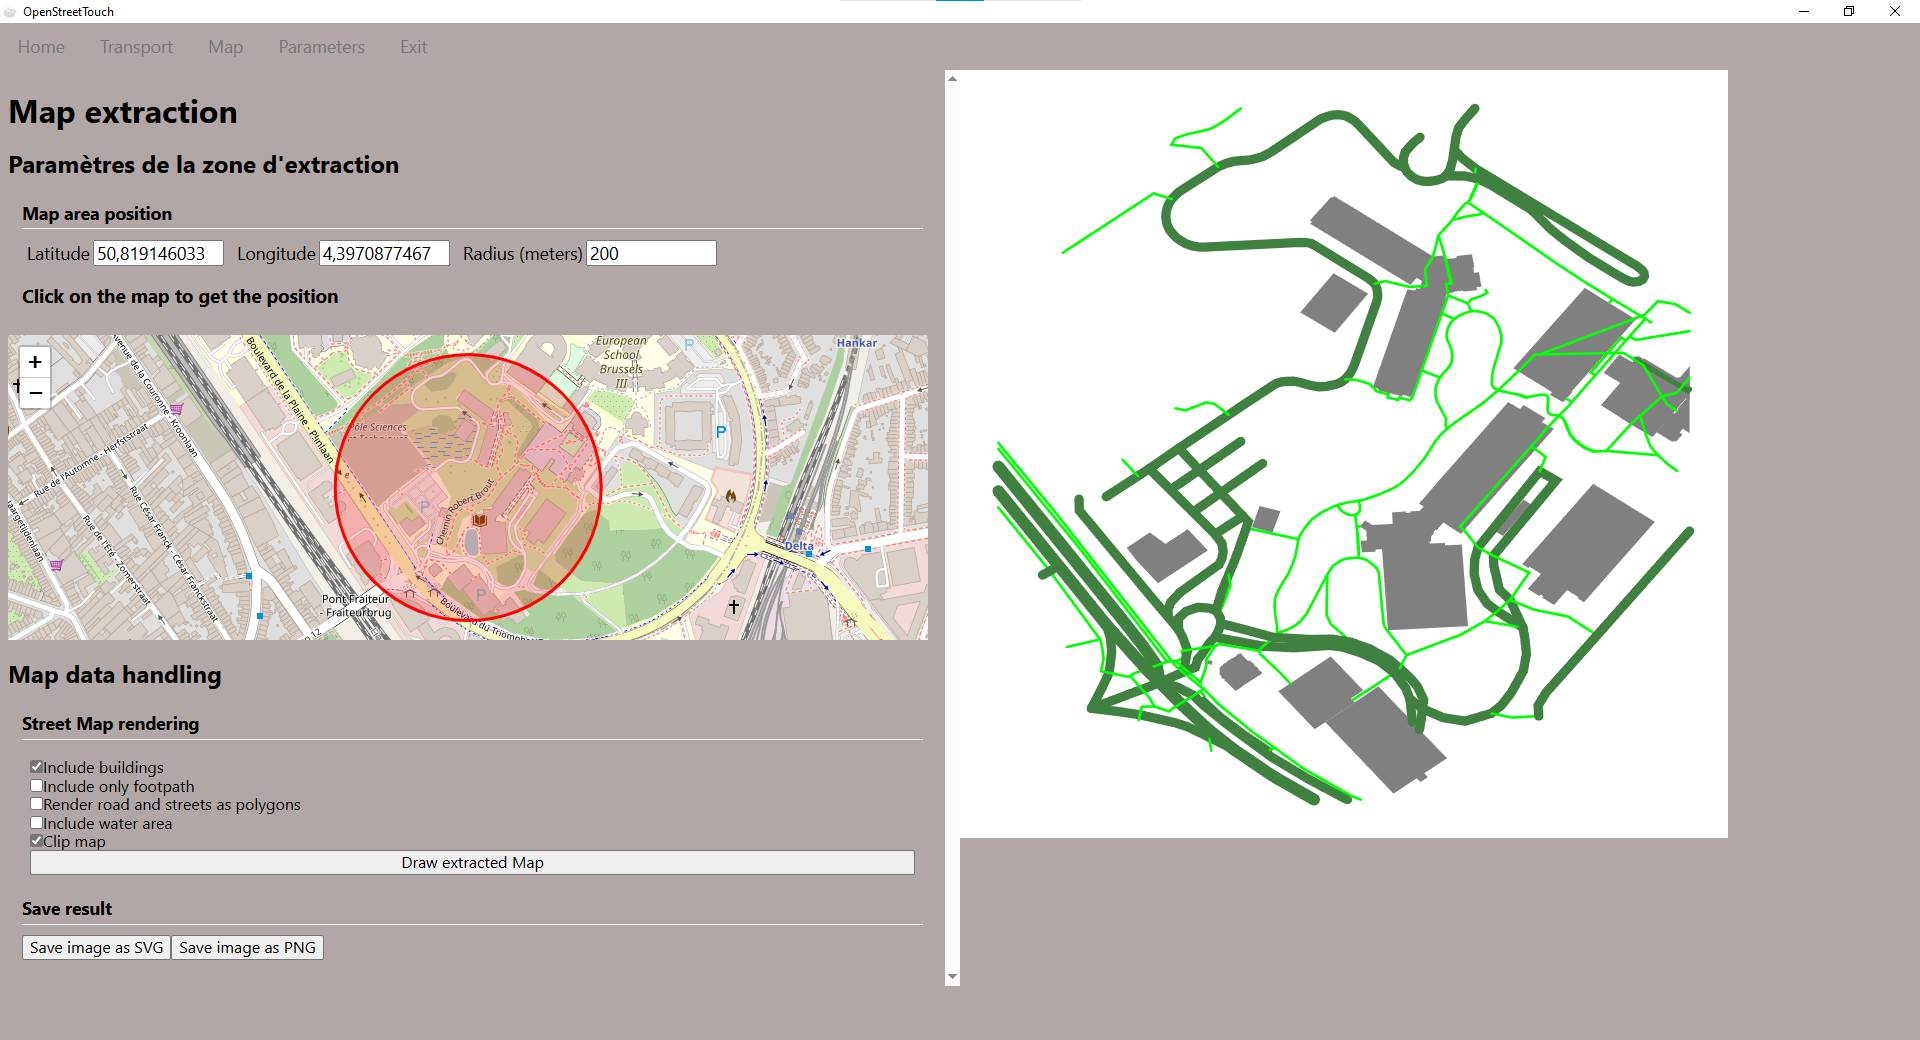 OpenStreetTouch
Home Transport Map Parameters Exit
Map extraction
Paramètres de la zone d'extraction
Map area position
Latitude 50,819146033 Longitude 4,3970877467 Radius (meters) 200
Click on the map to get the position
+
−
Avenue de la Couronne - Kroonlaan
Boulevard de la Plaine - Pleinlaan
European
School
Brussels
III
P
Hankar
Pôle Sciences
P
Rue de l'Automne - Herfststraat
Rue César Franck - César Franckstraat
Rue de l'Été - Zomerstraat
P
Chemin Robert Brout
Delta
Pont Fraiteur
- Fraiteurbrug
P
Boulevard du Triomphe
Map data handling
Street Map rendering
Include buildings
Include only footpath
Render road and streets as polygons
Include water area
Clip map
Draw extracted Map
Save result
Save image as SVG Save image as PNG